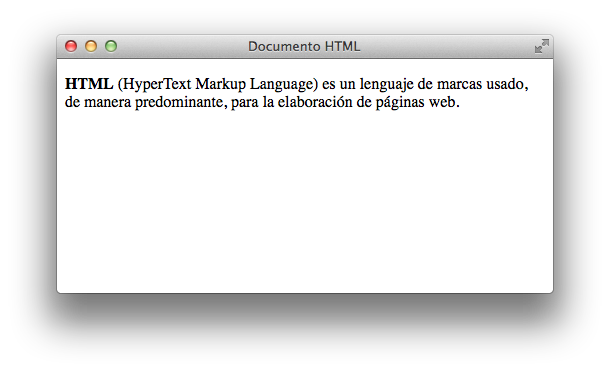 Documento HTML
HTML (HyperText Markup Language) es un lenguaje de marcas usado,
de manera predominante, para la elaboración de páginas web.